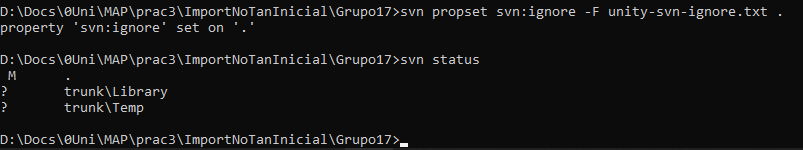 D:\Docs\0Uni\MAP\prac3\ImportNoTanInicial\Grupo17>svn propset svn:ignore -F unity-svn-ignore.txt .
property 'svn:ignore' set on '.'
D:\Docs\0Uni\MAP\prac3\ImportNoTanInicial\Grupo17>svn status
 M      .
?       trunk\Library
?       trunk\Temp
D:\Docs\0Uni\MAP\prac3\ImportNoTanInicial\Grupo17>